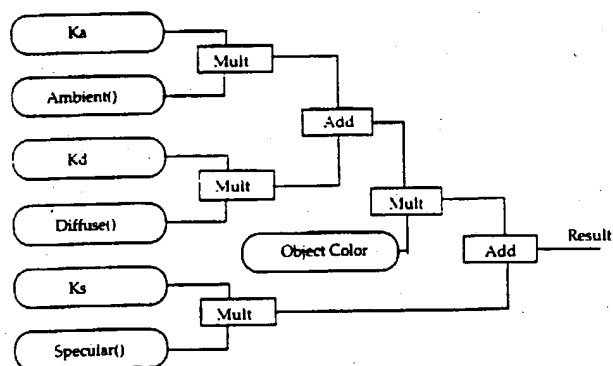 Ka
Mult
Ambient()
Add
Kd
Mult
Mult
Diffuse()
Object Color
Add
Result
Ks
Mult
Specular()